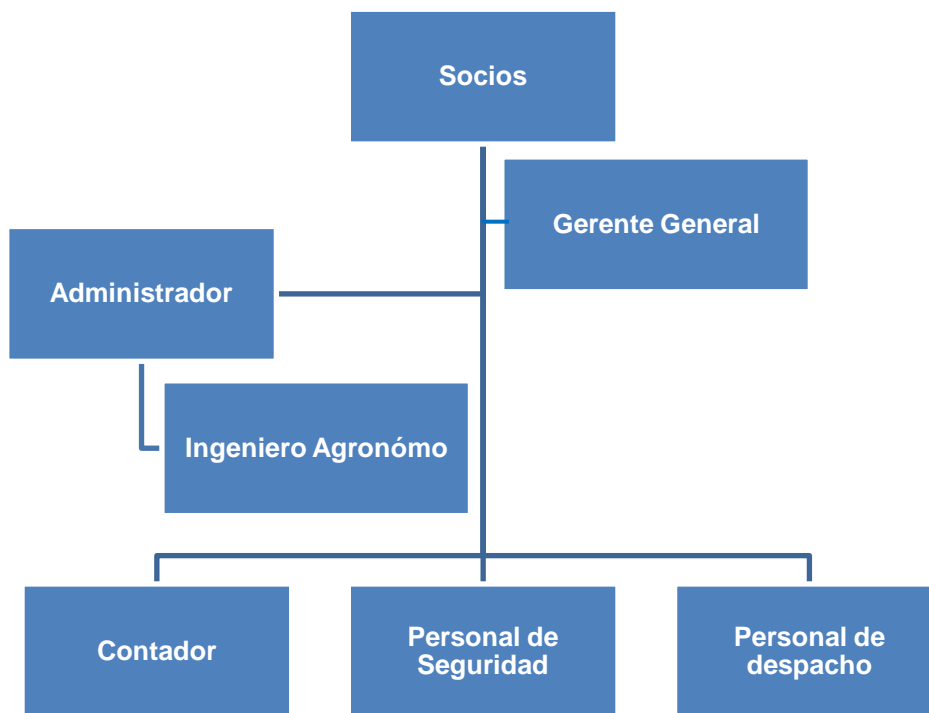 Socios
Gerente General
Administrador
Ingeniero Agronómo
Contador
Personal de
Seguridad
Personal de
despacho